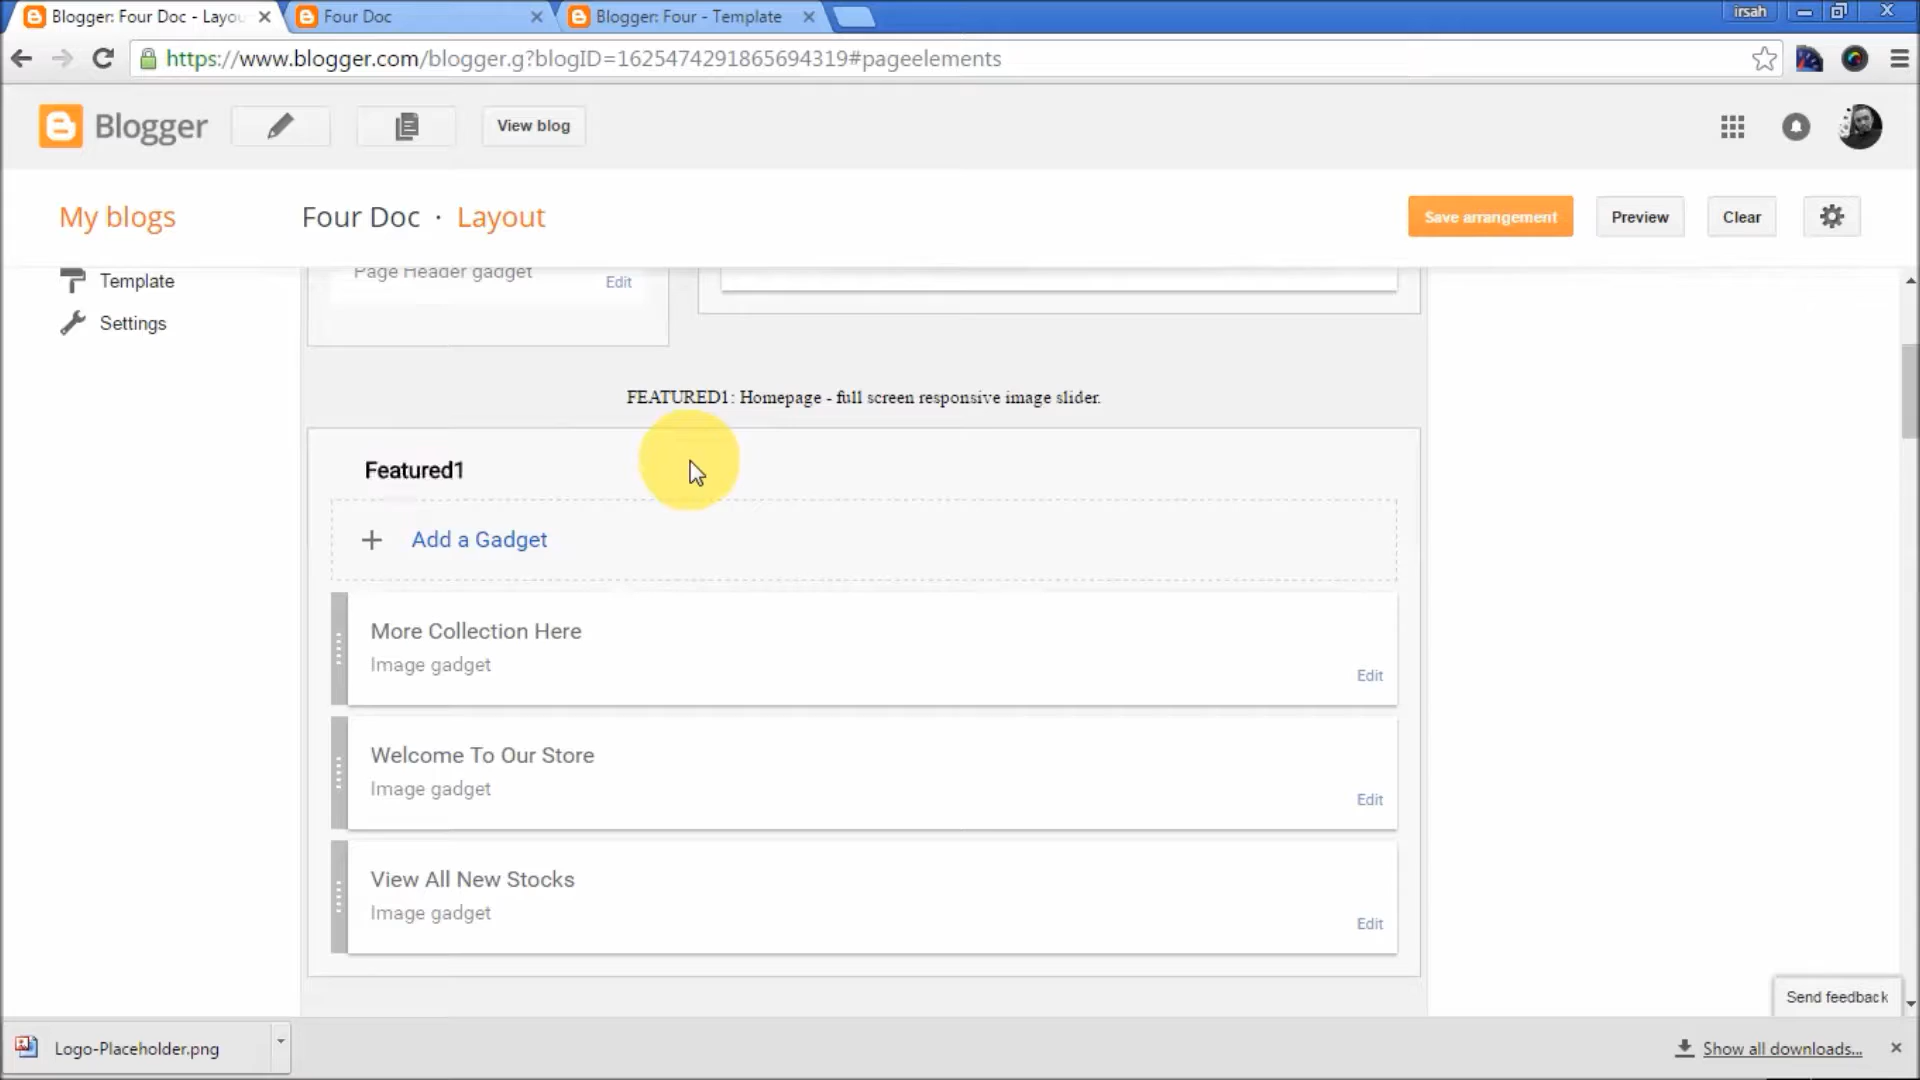 Blogger: Four Doc - Layou
Four Doc
Blogger: Four - Template
irsah
https://www.blogger.com/blogger.g?blogID=1625474291865694319#pageelements
Blogger
View blog
My blogs
Four Doc · Layout
Save arrangement
Preview
Clear
Template
Settings
Page Header gadget
Edit
FEATURED1: Homepage - full screen responsive image slider.
Featured1
Add a Gadget
More Collection Here
Image gadget
Edit
Welcome To Our Store
Image gadget
Edit
View All New Stocks
Image gadget
Edit
Send feedback
Logo-Placeholder.png
Show all downloads...